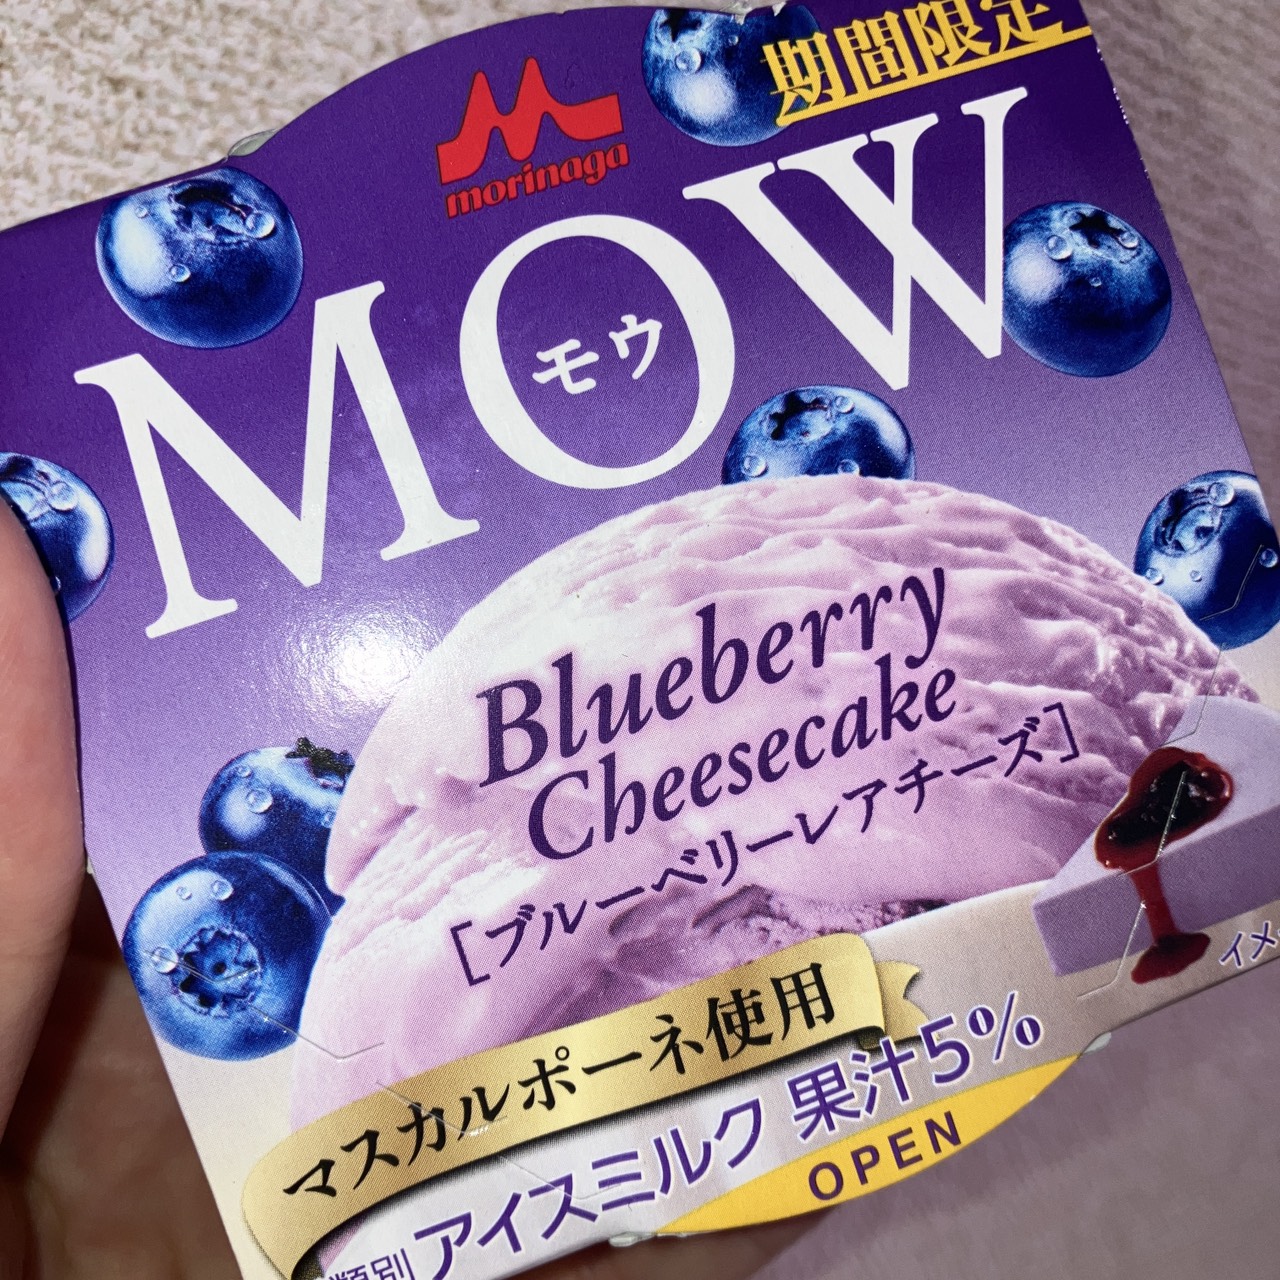 期間限定
morinaga
MOW
モウ
Blueberry
Cheesecake
[ブルーベリーレアチーズ]
マスカルポーネ使用
類別 アイスミルク 果汁5%
OPEN